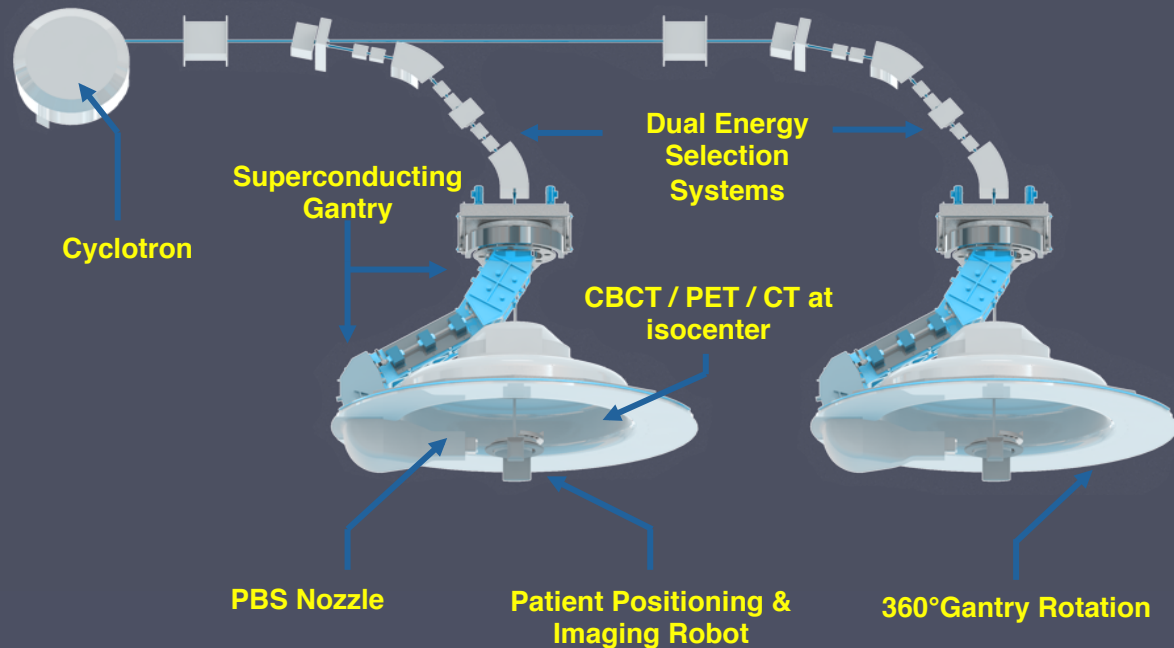 Dual Energy
Selection
Systems
Superconducting
Gantry
Cyclotron
CBCT / PET / CT at
isocenter
PBS Nozzle
Patient Positioning &
Imaging Robot
360°Gantry Rotation